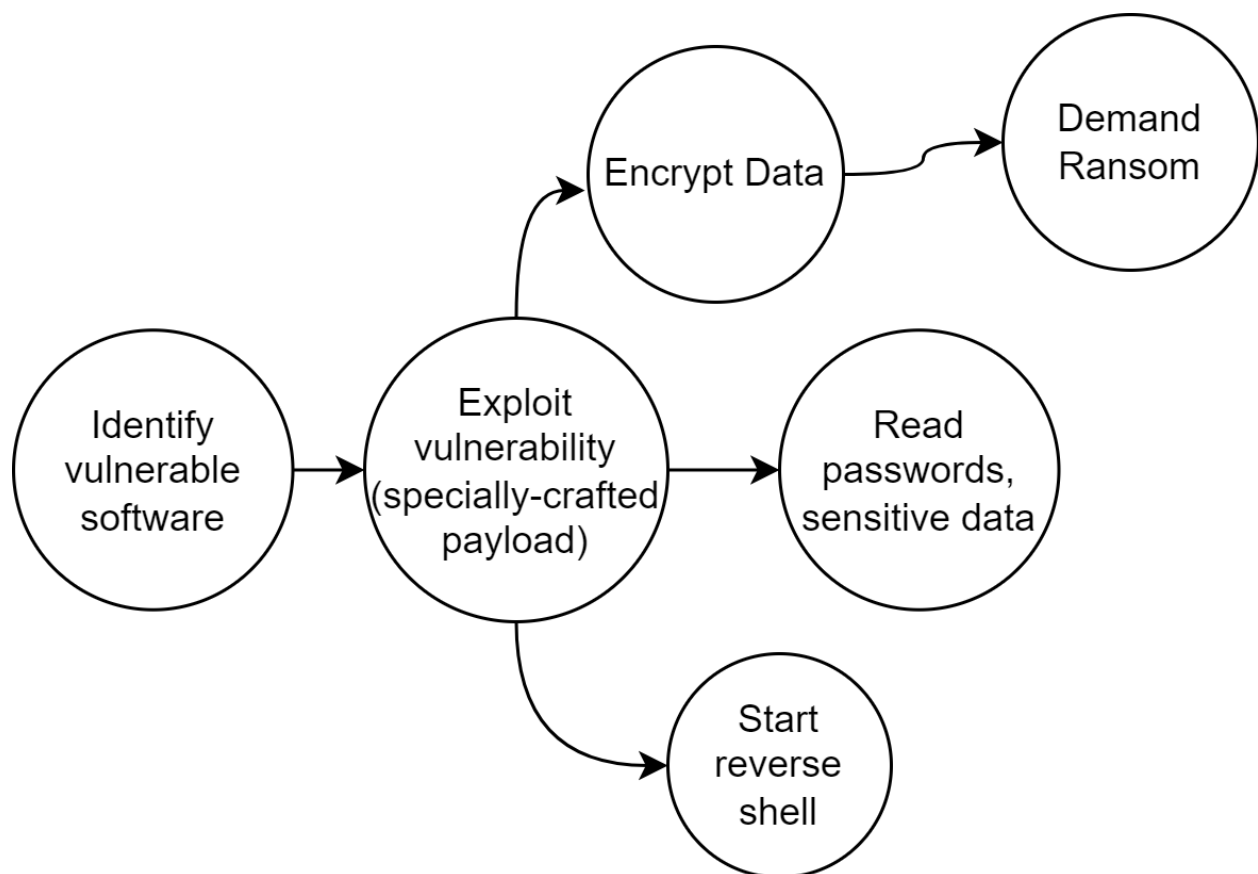 Identify
vulnerable
software
Exploit
vulnerability
(specially-crafted
payload)
Encrypt Data
Demand
Ransom
Read
passwords,
sensitive data
Start
reverse
shell